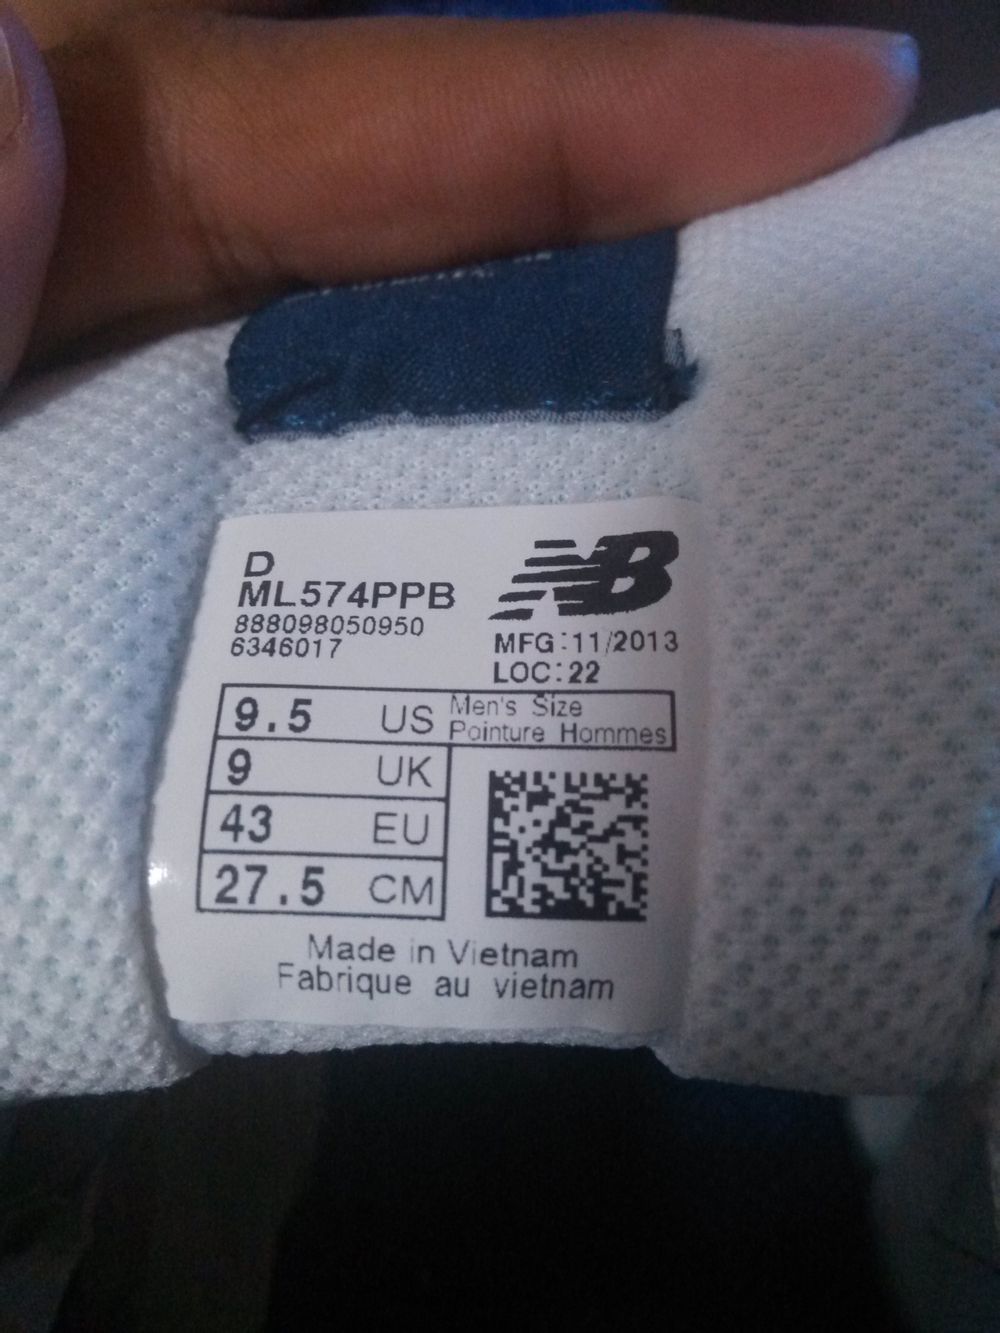 D
ML574PPB
888098050950
6346017
NB
MFG:11/2013
LOC:22
9.5 US Men's Size
Pointure Hommes
9 UK
43 EU
27.5 CM
Made in Vietnam
Fabrique au vietnam